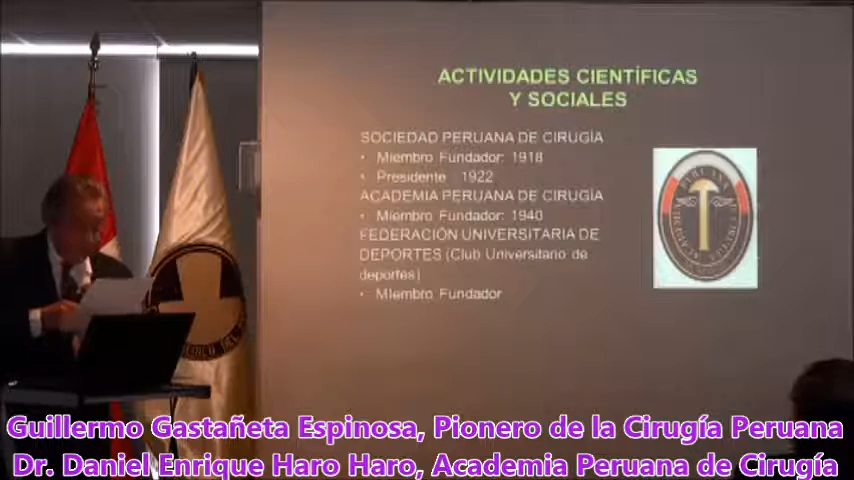 ACTIVIDADES CIENTÍFICAS
Y SOCIALES
SOCIEDAD PERUANA DE CIRUGÍA
• Miembro Fundador: 1918
• Presidente : 1922
ACADEMIA PERUANA DE CIRUGÍA
• Miembro Fundador: 1940
FEDERACIÓN UNIVERSITARIA DE
DEPORTES (Club Universitario de
deportes)
• Miembro Fundador
Guillermo Gastañeta Espinosa, Pionero de la Cirugía Peruana
Dr. Daniel Enrique Haro Haro, Academia Peruana de Cirugía